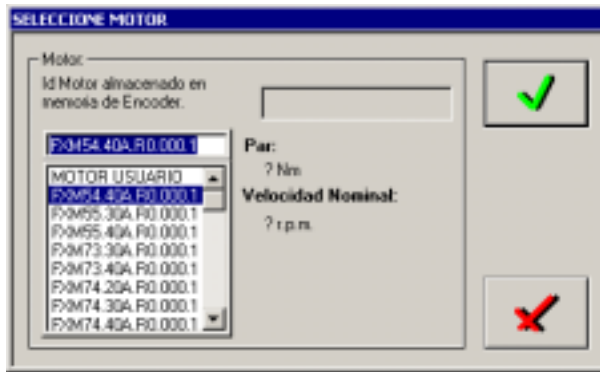 SELECCIONE MOTOR
Motor:
Id Motor almacenado en
memoria de Encoder.
FXM54.40A.R0.000.1
Par:
? Nm
Velocidad Nominal:
? r.p.m.
MOTOR USUARIO
FXM54.40A.R0.000.1
FXM55.30A.R0.000.1
FXM55.40A.R0.000.1
FXM73.30A.R0.000.1
FXM73.40A.R0.000.1
FXM74.20A.R0.000.1
FXM74.30A.R0.000.1
FXM74.40A.R0.000.1